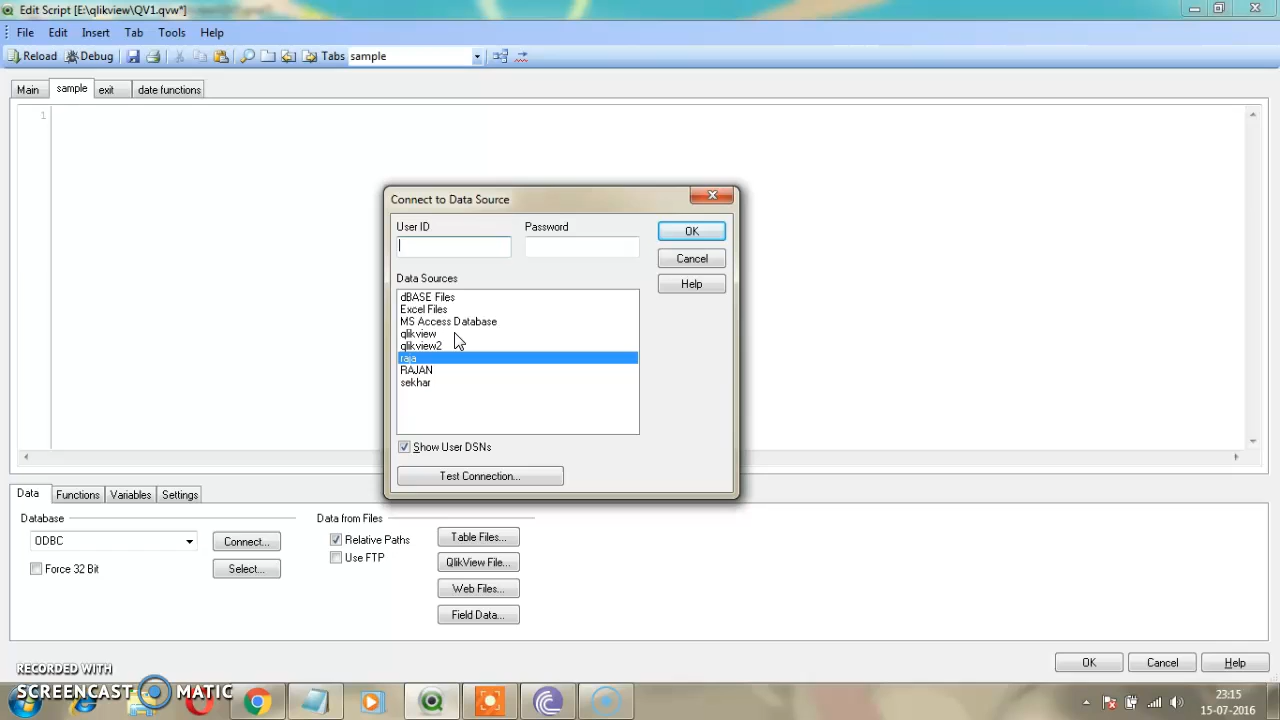 Edit Script [E:\qlikview\QV1.qvw*]
File Edit Insert Tab Tools Help
Reload Debug Tabs sample
Main sample exit date functions
1
Connect to Data Source
User ID Password
OK
Cancel
Help
Data Sources
dBASE Files
Excel Files
MS Access Database
qlikview
qlikview2
raja
RAJAN
sekhar
Show User DSNs
Test Connection...
Data Functions Variables Settings
Database Data from Files
ODBC Connect... Relative Paths Table Files...
Force 32 Bit Select... Use FTP QlikView File...
Web Files...
Field Data...
OK Cancel Help
RECORDED WITH
SCREENCAST MATIC
23:15
15-07-2016